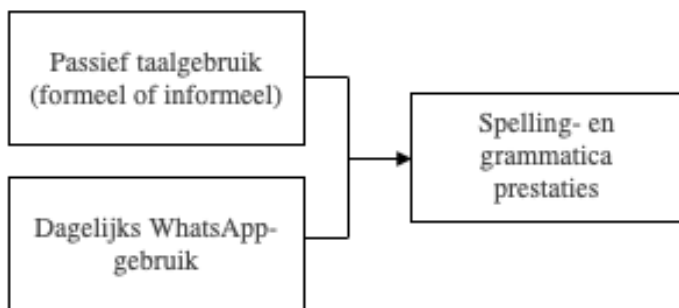 Passief taalgebruik
(formeel of informeel)
Dagelijks WhatsApp-
gebruik
Spelling- en
grammatica
prestaties